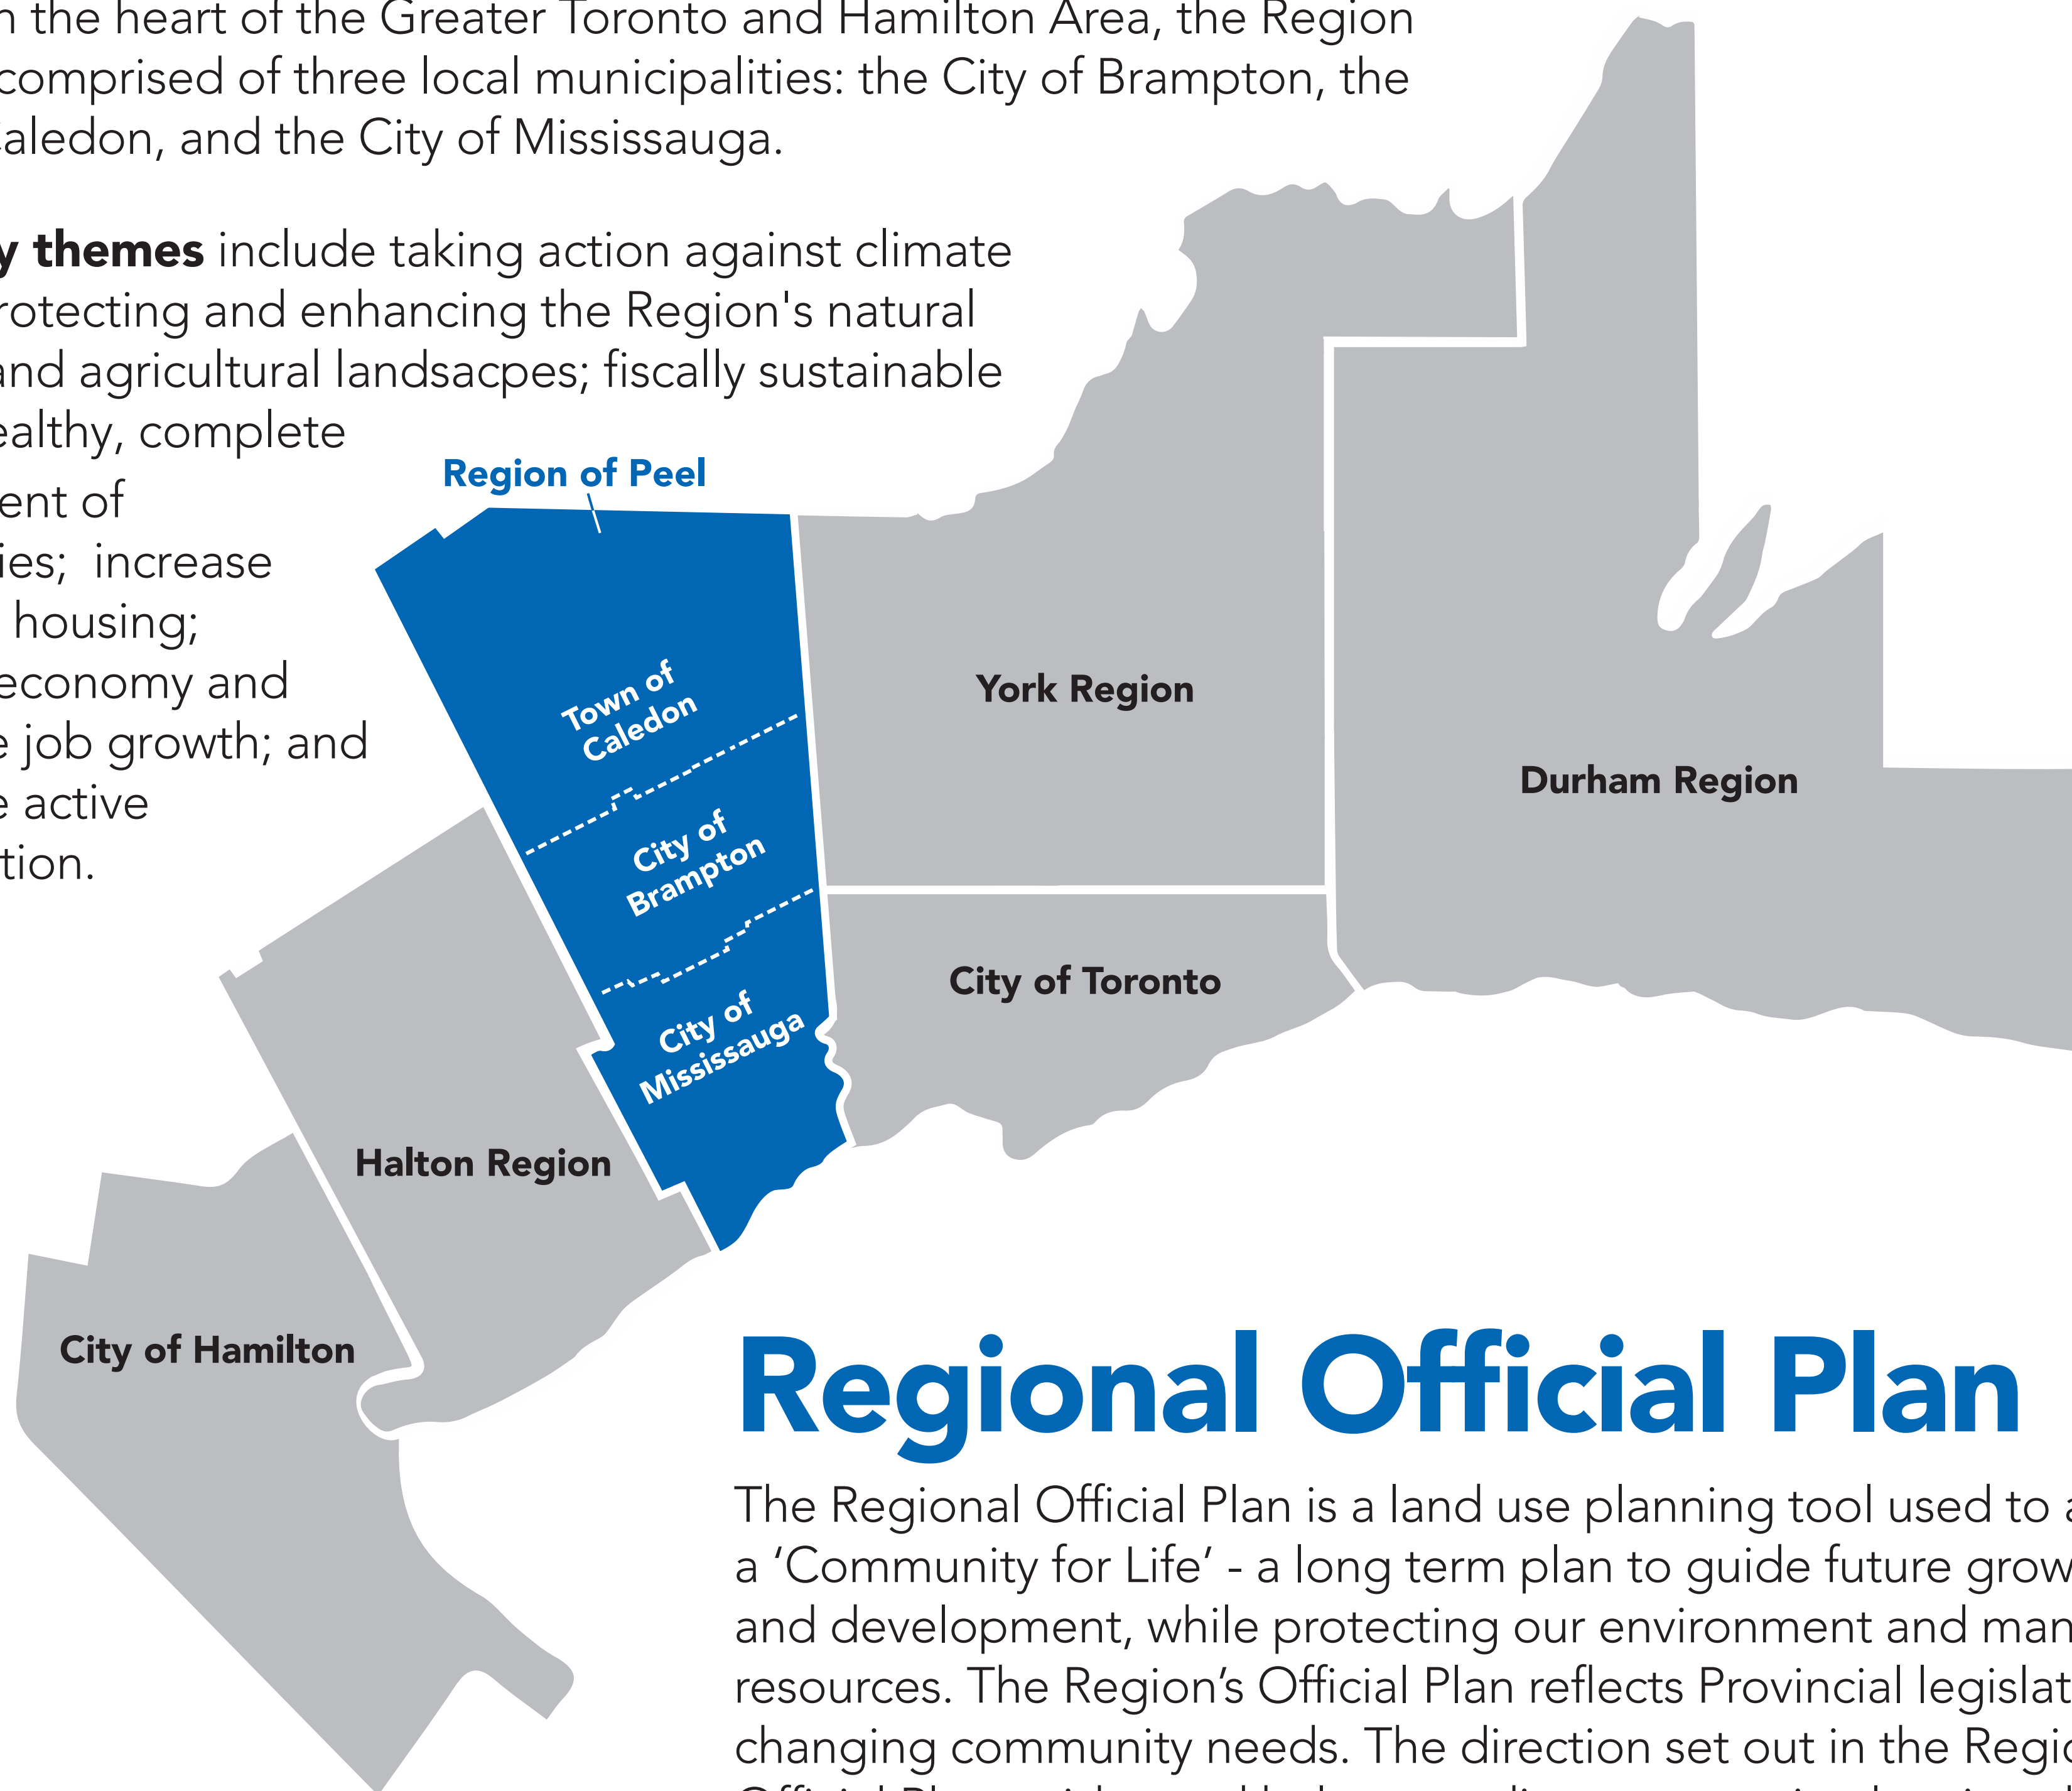 n the heart of the Greater Toronto and Hamilton Area, the Region
comprised of three local municipalities: the City of Brampton, the
aledon, and the City of Mississauga.
y themes include taking action against climate
rotecting and enhancing the Region's natural
and agricultural landsacpes; fiscally sustainable
ealthy, complete
ent of
ies; increase
housing;
economy and
e job growth; and
e active
tion.
Region of Peel
Town of
Caledon
City of
Brampton
City of
Mississauga
York Region
Durham Region
City of Toronto
Halton Region
City of Hamilton
Regional Official Plan
The Regional Official Plan is a land use planning tool used to a
a ‘Community for Life’ - a long term plan to guide future grow
and development, while protecting our environment and man
resources. The Region’s Official Plan reflects Provincial legislat
changing community needs. The direction set out in the Regio